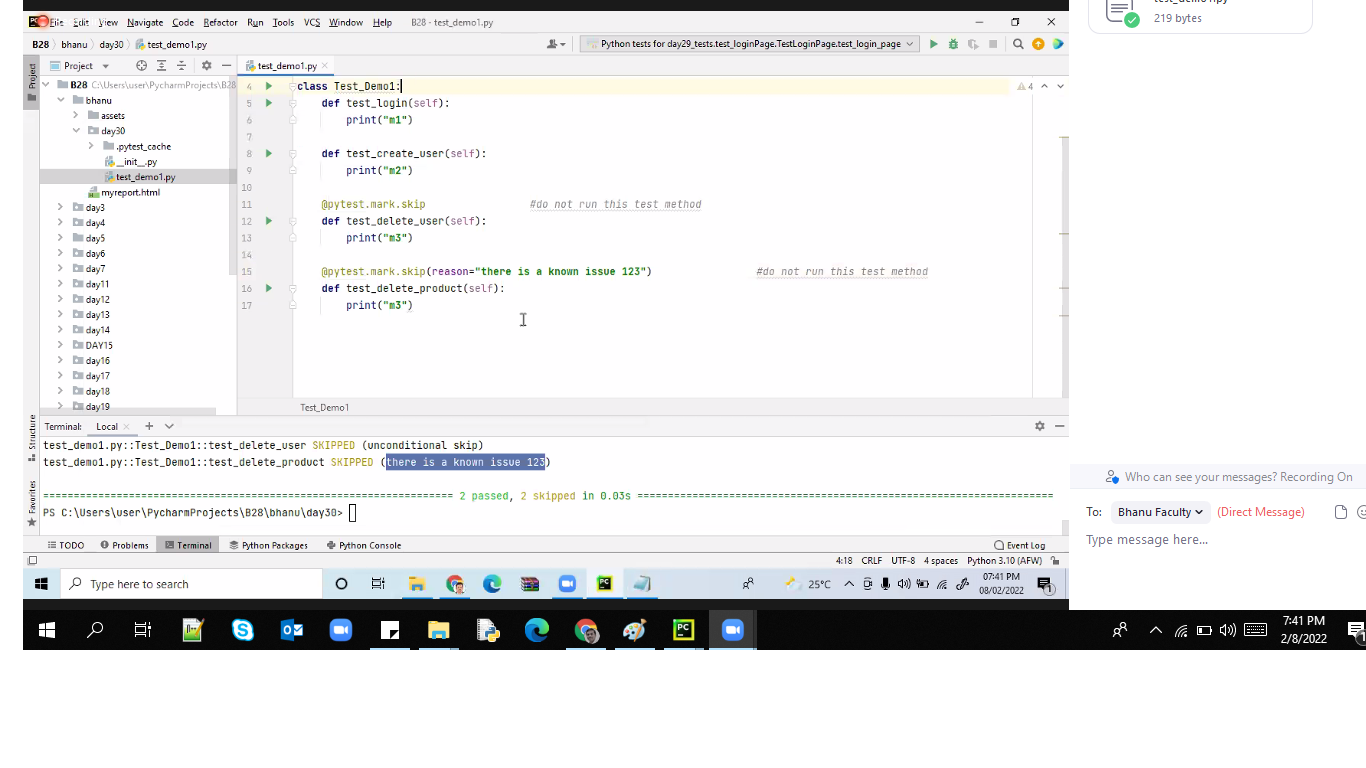 File Edit View Navigate Code Refactor Run Tools VCS Window Help B28 - test_demo1.py
B28 bhanu day30 test_demo1.py
Python tests for day29_tests.test_loginPage.TestLoginPage.test_login_page
Project
test_demo1.py
Project
B28 C:\Users\user\PycharmProjects\B28
bhanu
assets
day30
.pytest_cache
__init__.py
test_demo1.py
myreport.html
day3
day4
day5
day6
day7
day11
day12
day13
day14
DAY15
day16
day17
day18
day19
4 class Test_Demo1:
4
5 def test_login(self):
6 print("m1")
7
8 def test_create_user(self):
9 print("m2")
10
11 @pytest.mark.skip #do not run this test method
12 def test_delete_user(self):
13 print("m3")
14
15 @pytest.mark.skip(reason="there is a known issue 123") #do not run this test method
16 def test_delete_product(self):
17 print("m3")
Test_Demo1
Structure
Favorites
Terminal: Local
test_demo1.py::Test_Demo1::test_delete_user SKIPPED (unconditional skip)
test_demo1.py::Test_Demo1::test_delete_product SKIPPED (there is a known issue 123)
============ 2 passed, 2 skipped in 0.03s ============
PS C:\Users\user\PycharmProjects\B28\bhanu\day30>
TODO Problems Terminal Python Packages Python Console Event Log
4:18 CRLF UTF-8 4 spaces Python 3.10 (AFW)
Type here to search
25°C
07:41 PM
08/02/2022
1
219 bytes
Who can see your messages? Recording On
To: Bhanu Faculty (Direct Message)
Type message here...
7:41 PM
2/8/2022